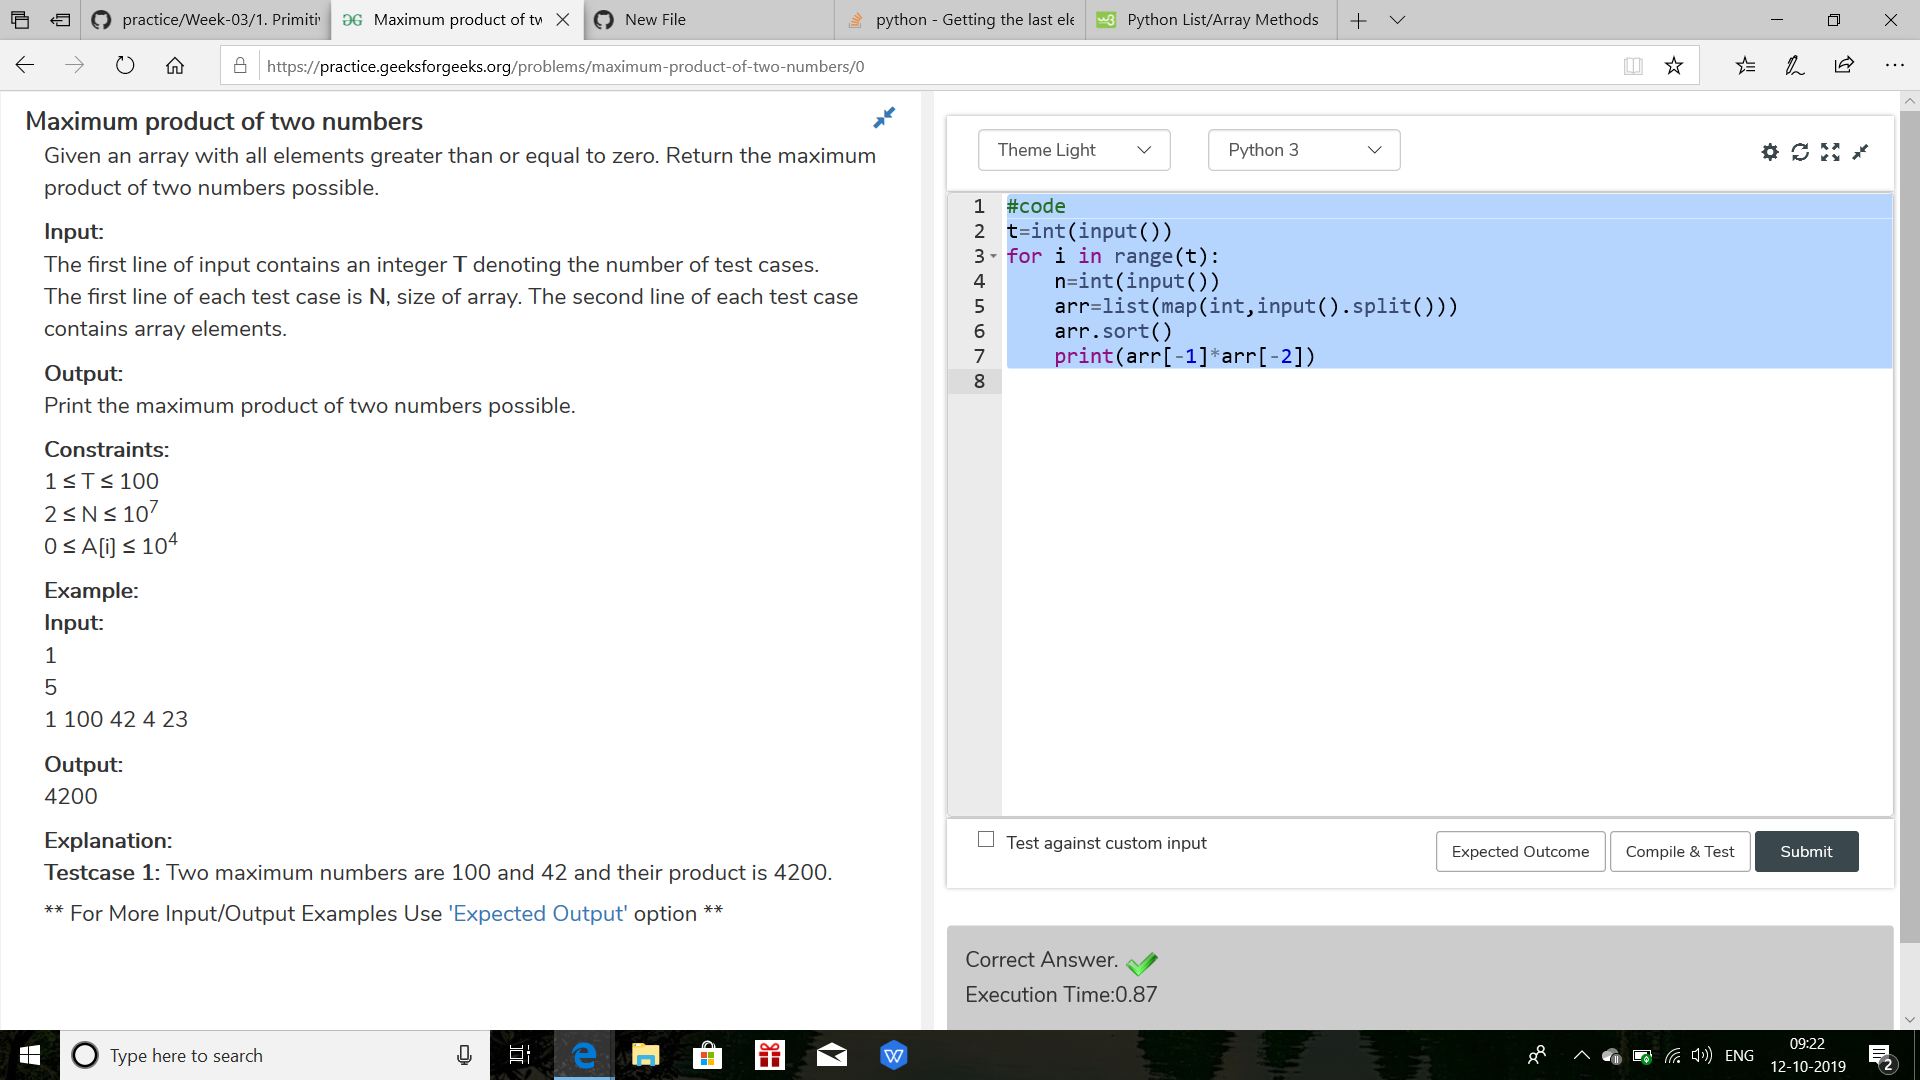 practice/Week-03/1. Primiti
Maximum product of tw
New File
python - Getting the last ele
Python List/Array Methods
https://practice.geeksforgeeks.org/problems/maximum-product-of-two-numbers/0
Maximum product of two numbers
Given an array with all elements greater than or equal to zero. Return the maximum
product of two numbers possible.
Input:
The first line of input contains an integer T denoting the number of test cases.
The first line of each test case is N, size of array. The second line of each test case
contains array elements.
Output:
Print the maximum product of two numbers possible.
Constraints:
1 ≤ T ≤ 100
2 ≤ N ≤ 10^7
0 ≤ A[i] ≤ 10^4
Example:
Input:
1
5
1 100 42 4 23
Output:
4200
Explanation:
Testcase 1: Two maximum numbers are 100 and 42 and their product is 4200.
** For More Input/Output Examples Use 'Expected Output' option **
Theme Light
Python 3
1 #code
2 t=int(input())
3 for i in range(t):
4     n=int(input())
5     arr=list(map(int,input().split()))
6     arr.sort()
7     print(arr[-1]*arr[-2])
8
Test against custom input
Expected Outcome
Compile & Test
Submit
Correct Answer.
Execution Time:0.87
Type here to search
ENG
09:22
12-10-2019
2